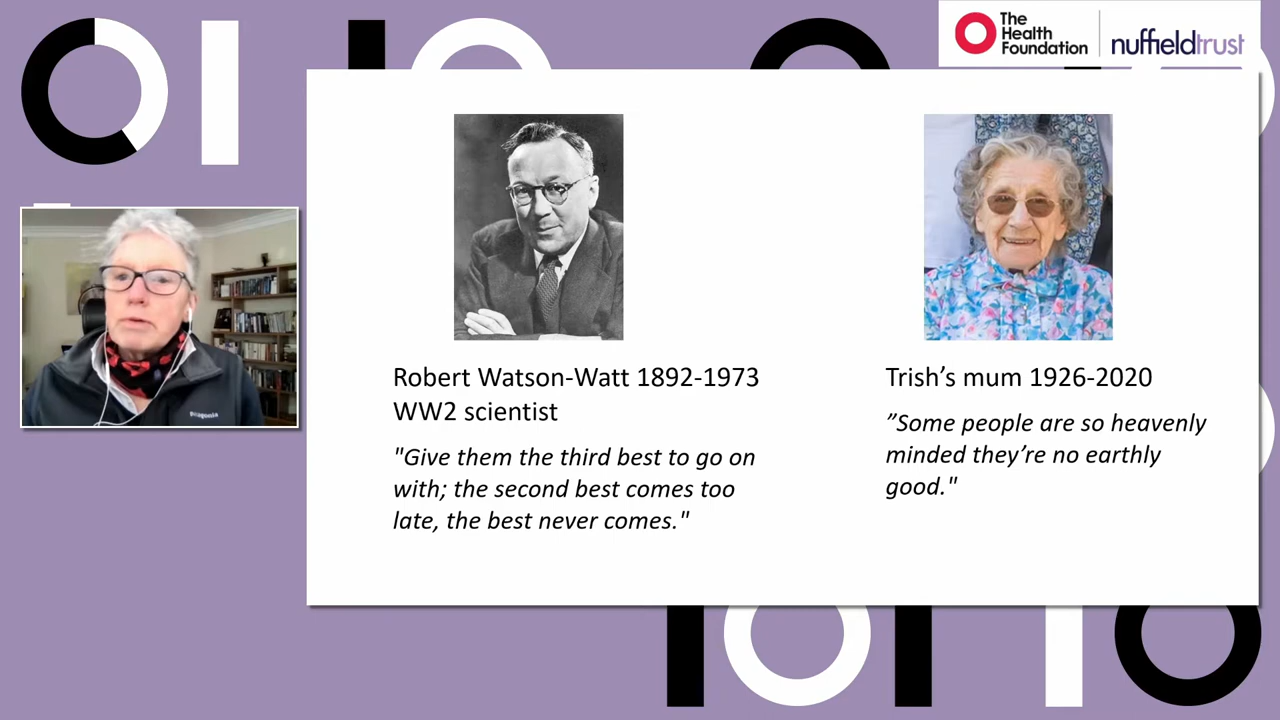 The
Health
Foundation
nuffieldtrust
patagonia
Robert Watson-Watt 1892-1973
WW2 scientist
"Give them the third best to go on
with; the second best comes too
late, the best never comes."
Trish’s mum 1926-2020
”Some people are so heavenly
minded they’re no earthly
good."